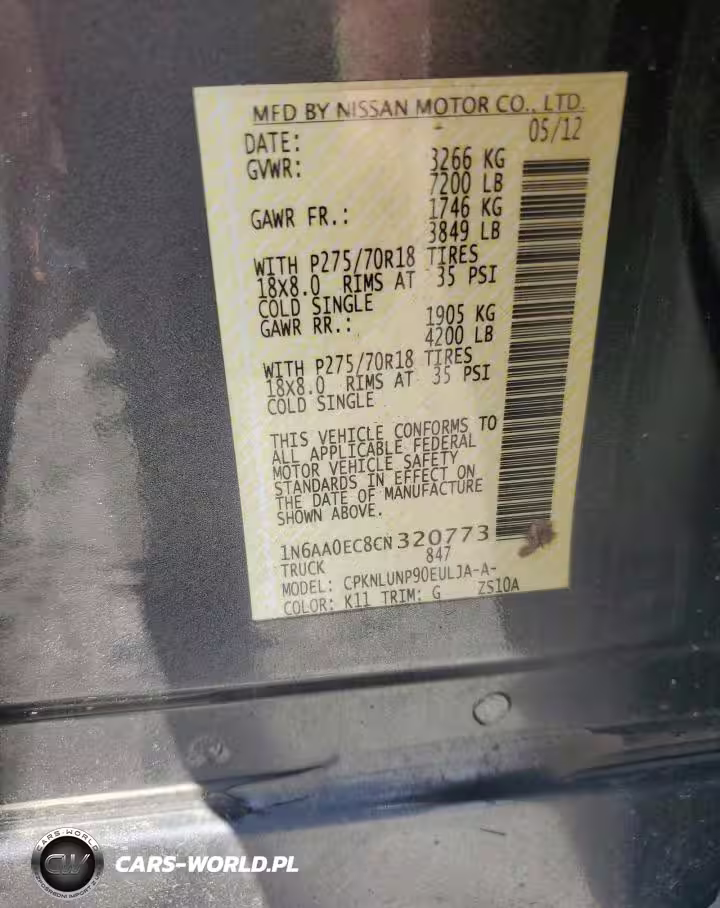 MFD BY NISSAN MOTOR CO., LTD.
DATE: 05/12
GVWR: 3266 KG
7200 LB
GAWR FR.: 1746 KG
3849 LB
WITH P275/70R18 TIRES
18X8.0 RIMS AT 35 PSI
COLD SINGLE
GAWR RR.: 1905 KG
4200 LB
WITH P275/70R18 TIRES
18X8.0 RIMS AT 35 PSI
COLD SINGLE
THIS VEHICLE CONFORMS TO
ALL APPLICABLE FEDERAL
MOTOR VEHICLE SAFETY
STANDARDS IN EFFECT ON
THE DATE OF MANUFACTURE
SHOWN ABOVE.
1N6AA0EC8CN320773
TRUCK 847
MODEL: CPKNLUNP90EULJA-A-
COLOR: K11 TRIM: G ZS10A
CARS-WORLD
CW
CARS-WORLD.PL